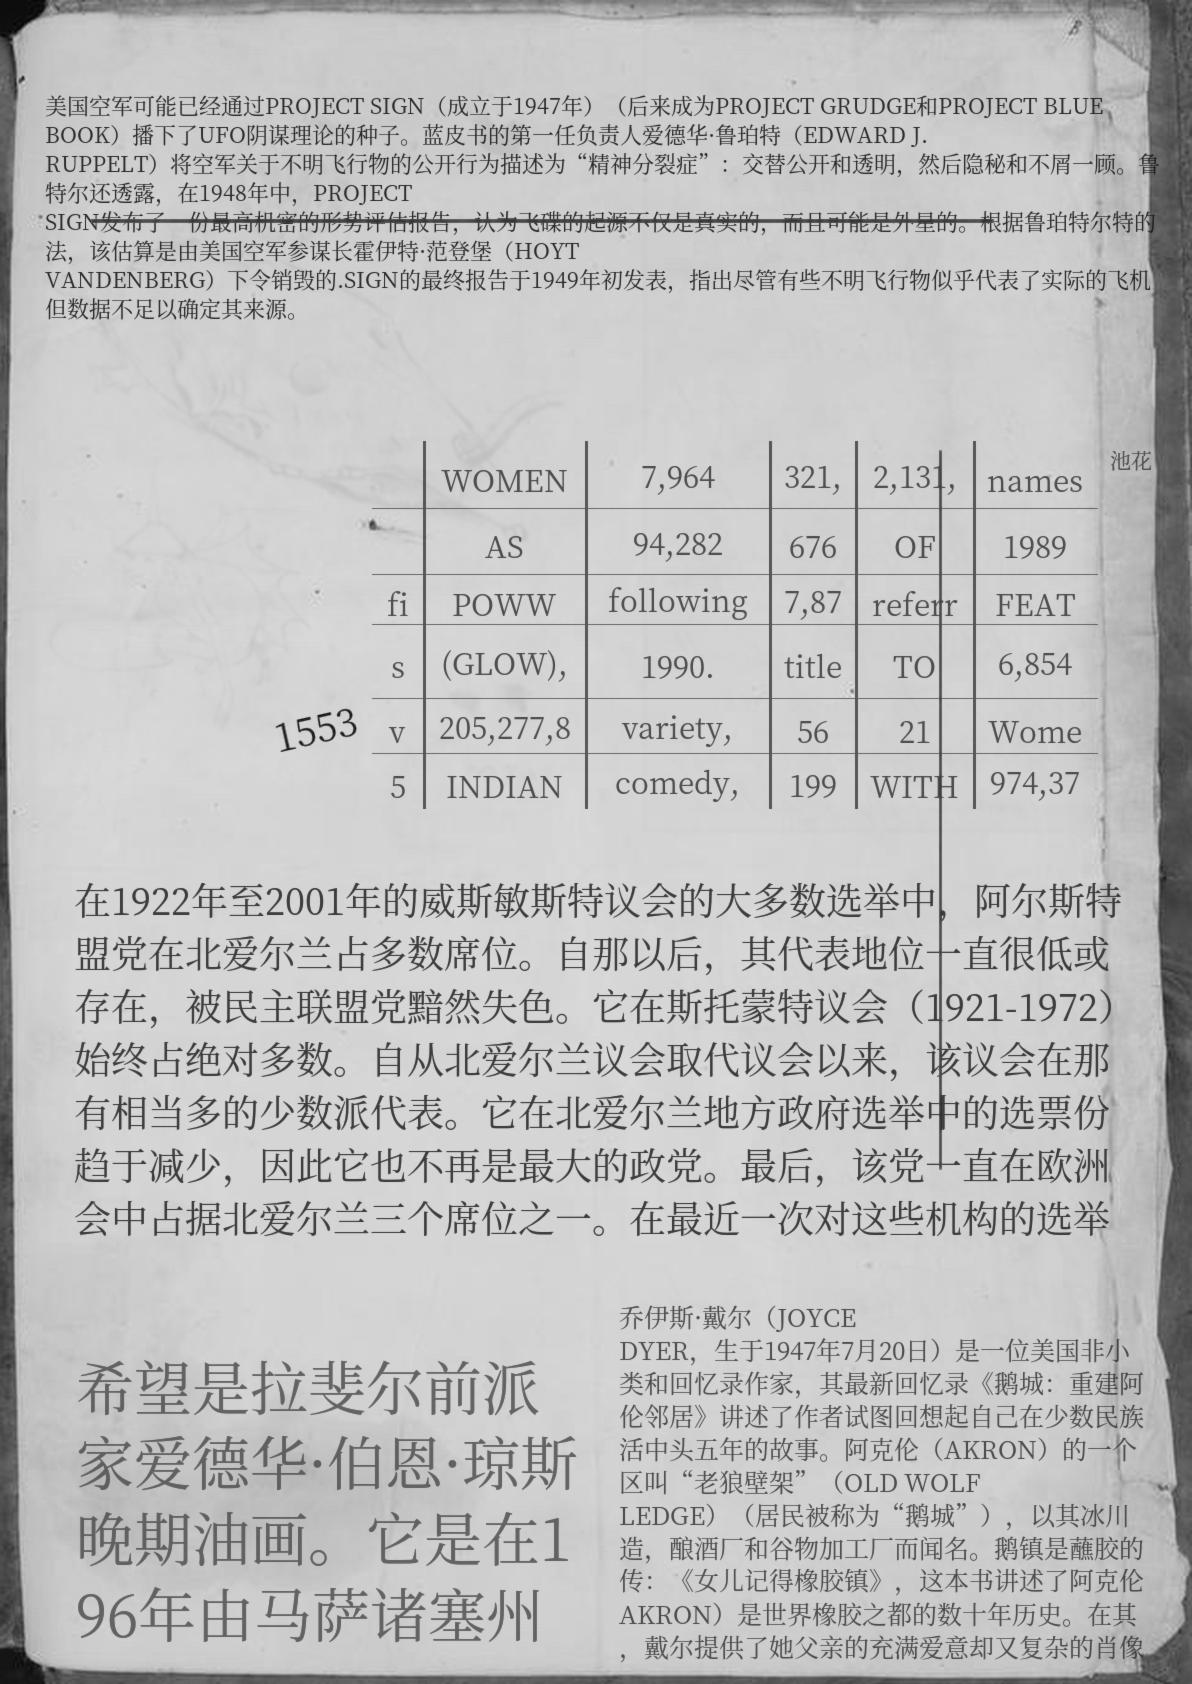 美国空军可能已经通过PROJECT SIGN（成立于1947年）（后来成为PROJECT GRUDGE和PROJECT BLUE
BOOK）播下了UFO阴谋理论的种子。蓝皮书的第一任负责人爱德华·鲁珀特（EDWARD J.
RUPPELT）将空军关于不明飞行物的公开行为描述为“精神分裂症”：交替公开和透明，然后隐秘和不屑一顾。鲁
特尔还透露，在1948年中，PROJECT
SIGN发布了一份最高机密的形势评估报告，认为飞碟的起源不仅是真实的，而且可能是外星的。根据鲁珀特尔特的
法，该估算是由美国空军参谋长霍伊特·范登堡（HOYT
VANDENBERG）下令销毁的.SIGN的最终报告于1949年初发表，指出尽管有些不明飞行物似乎代表了实际的飞机
但数据不足以确定其来源。
池花
WOMEN 7,964 321, 2,131, names
AS 94,282 676 OF 1989
fi POWW following 7,87 referr FEAT
s (GLOW), 1990. title TO 6,854
v 205,277,8 variety, 56 21 Wome
5 INDIAN comedy, 199 WITH 974,37
1553
在1922年至2001年的威斯敏斯特议会的大多数选举中，阿尔斯特
盟党在北爱尔兰占多数席位。自那以后，其代表地位一直很低或
存在，被民主联盟党黯然失色。它在斯托蒙特议会（1921-1972）
始终占绝对多数。自从北爱尔兰议会取代议会以来，该议会在那
有相当多的少数派代表。它在北爱尔兰地方政府选举中的选票份
趋于减少，因此它也不再是最大的政党。最后，该党一直在欧洲
会中占据北爱尔兰三个席位之一。在最近一次对这些机构的选举
希望是拉斐尔前派
家爱德华·伯恩·琼斯
晚期油画。它是在1
96年由马萨诸塞州
乔伊斯·戴尔（JOYCE
DYER，生于1947年7月20日）是一位美国非小
类和回忆录作家，其最新回忆录《鹅城：重建阿
伦邻居》讲述了作者试图回想起自己在少数民族
活中头五年的故事。阿克伦（AKRON）的一个
区叫“老狼壁架”（OLD WOLF
LEDGE）（居民被称为“鹅城”），以其冰川
造，酿酒厂和谷物加工厂而闻名。鹅镇是蘸胶的
传：《女儿记得橡胶镇》，这本书讲述了阿克伦
AKRON）是世界橡胶之都的数十年历史。在其
，戴尔提供了她父亲的充满爱意却又复杂的肖像